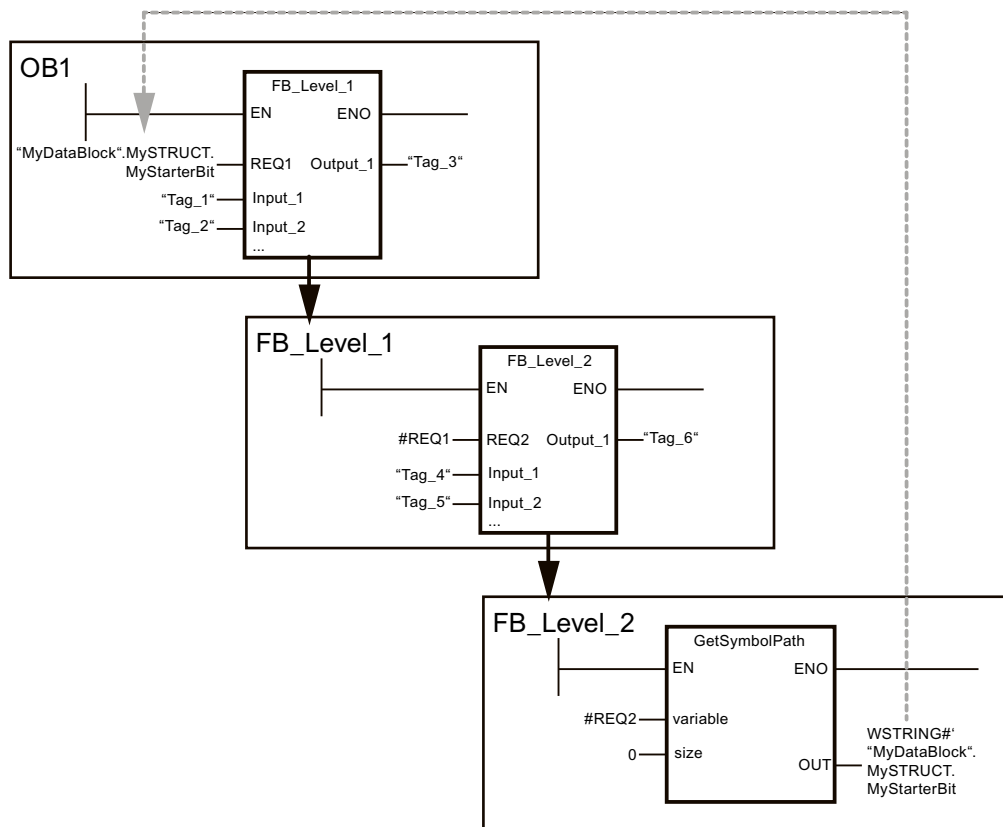 OB1
FB_Level_1
EN ENO
“MyDataBlock“.MySTRUCT.
MyStarterBit
REQ1 Output_1 “Tag_3“
“Tag_1“ Input_1
“Tag_2“ Input_2
...
FB_Level_1
FB_Level_2
EN ENO
#REQ1 REQ2 Output_1 “Tag_6“
“Tag_4“ Input_1
“Tag_5“ Input_2
...
FB_Level_2
GetSymbolPath
EN ENO
#REQ2 variable
0 size
OUT
WSTRING#‘
“MyDataBlock“.
MySTRUCT.
MyStarterBit